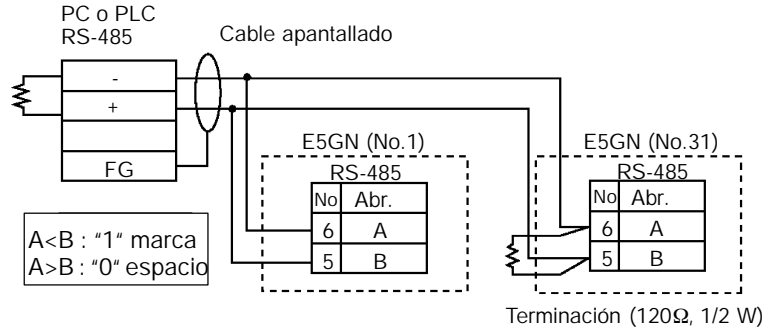 PC o PLC
RS-485
Cable apantallado
-
+
FG
A<B : "1" marca
A>B : "0" espacio
E5GN (No.1)
RS-485
No Abr.
6 A
5 B
E5GN (No.31)
RS-485
No Abr.
6 A
5 B
Terminación (120Ω, 1/2 W)